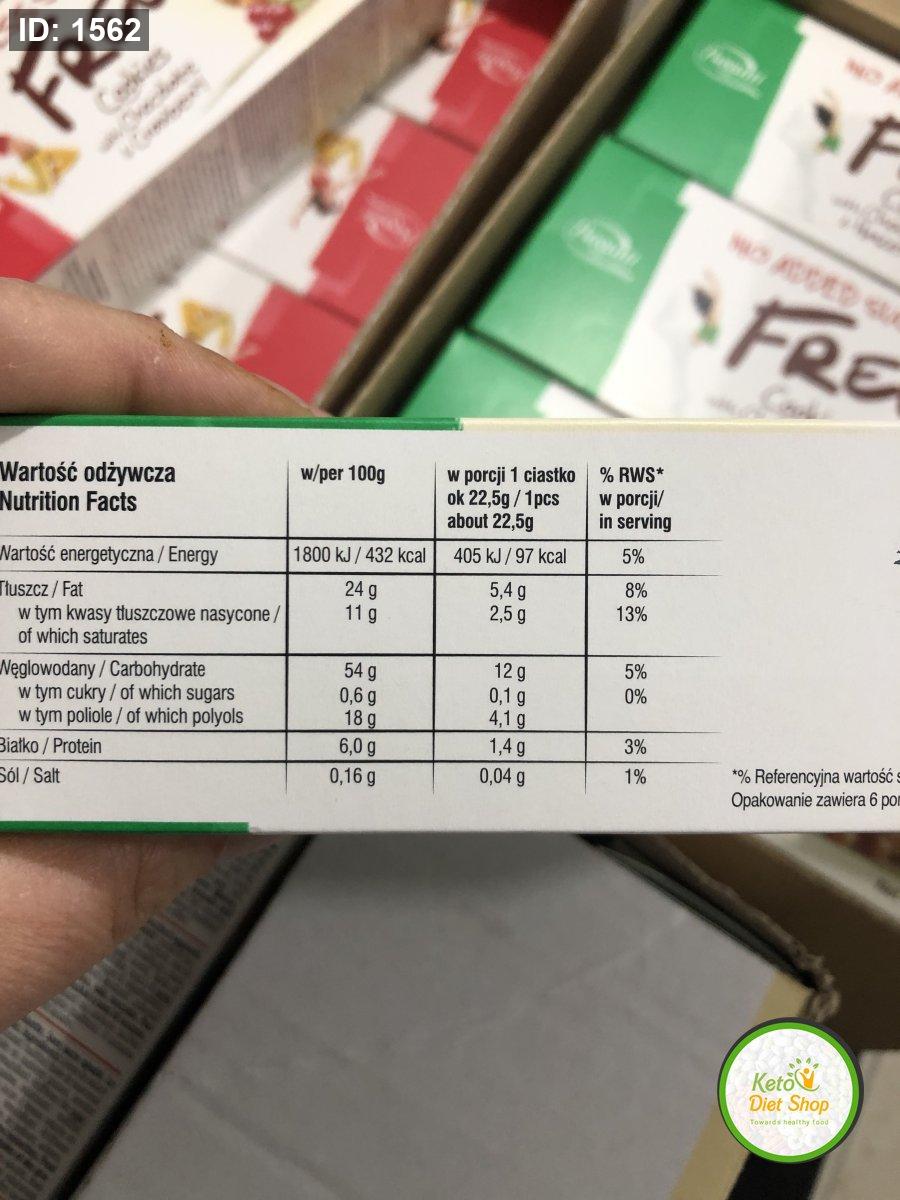 ID: 1562
Cookies
with Chocolate
NO ADDED
FRE
Wartość odżywcza
Nutrition Facts
w/per 100g
w porcji 1 ciastko
ok 22,5g / 1pcs
about 22,5g
% RWS*
w porcji/
in serving
Wartość energetyczna / Energy
1800 kJ / 432 kcal
405 kJ / 97 kcal
5%
Tłuszcz / Fat
24 g
5,4 g
8%
w tym kwasy tłuszczowe nasycone /
of which saturates
11 g
2,5 g
13%
Węglowodany / Carbohydrate
54 g
12 g
5%
w tym cukry / of which sugars
0,6 g
0,1 g
0%
w tym poliole / of which polyols
18 g
4,1 g
Białko / Protein
6,0 g
1,4 g
3%
Sól / Salt
0,16 g
0,04 g
1%
*% Referencyjna wartość s
Opakowanie zawiera 6 por
Keto
Diet Shop
Towards healthy food